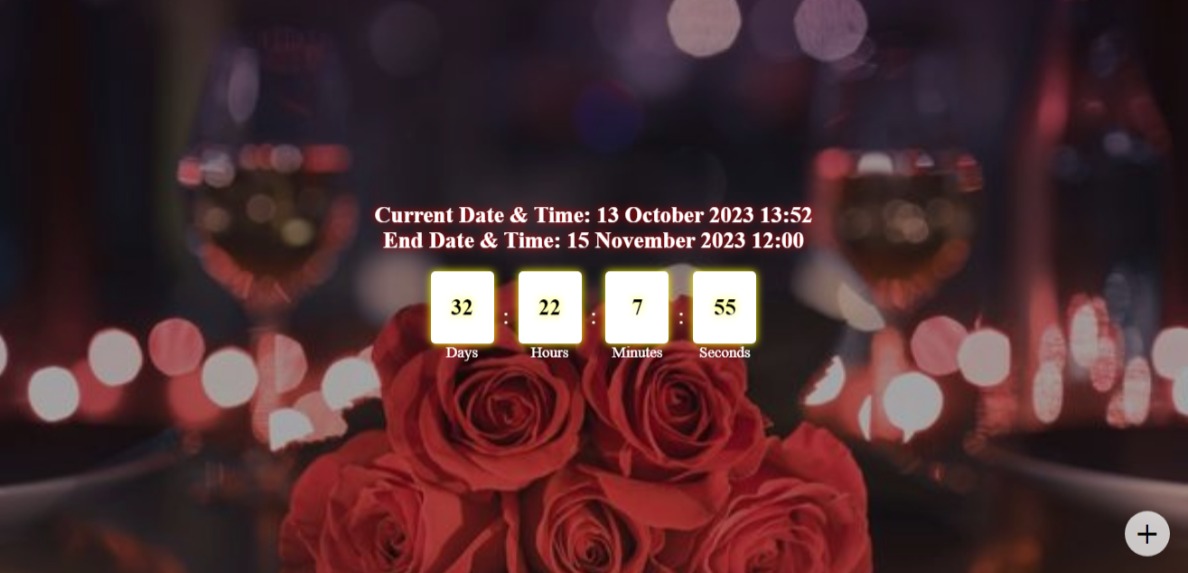 Current Date & Time: 13 October 2023 13:52
End Date & Time: 15 November 2023 12:00
32 : 22 : 7 : 55
Days Hours Minutes Seconds
+